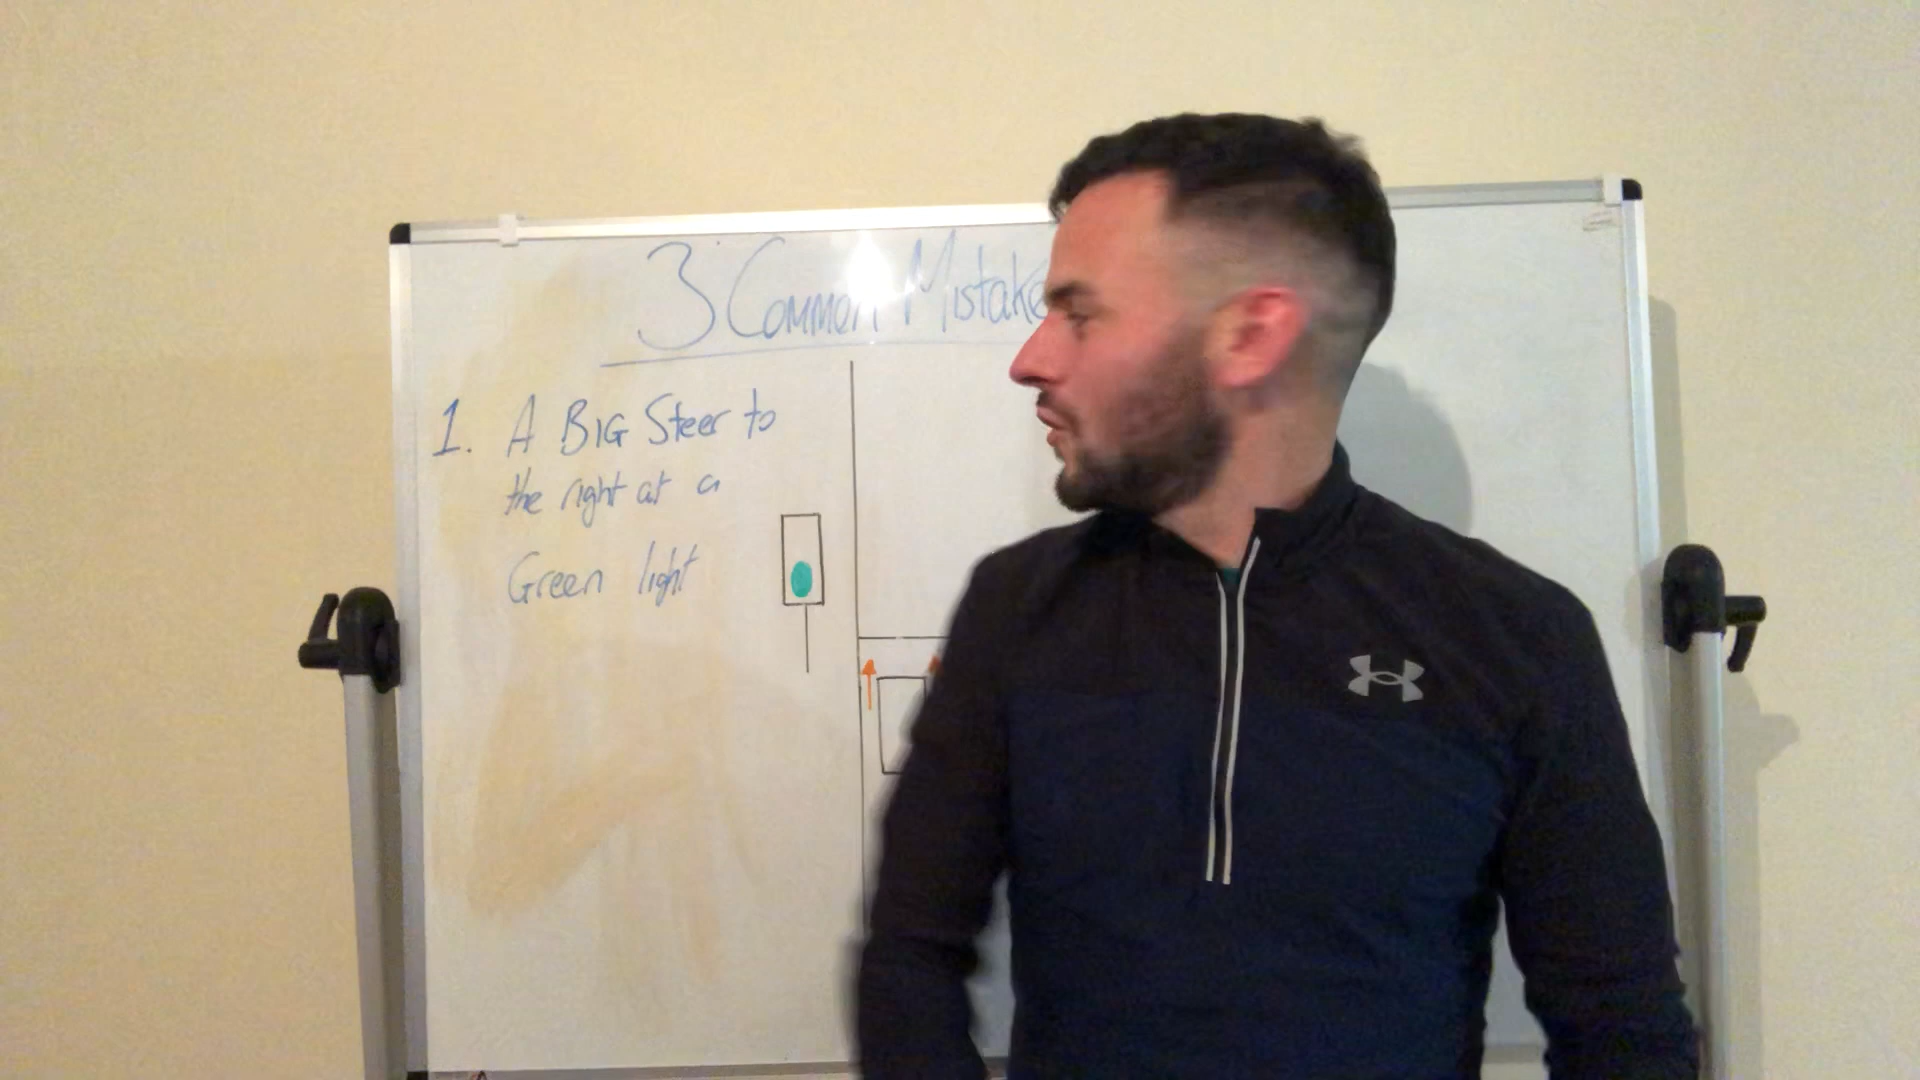 3 Common Mistake
1. A BIG Steer to
the right at a
Green light